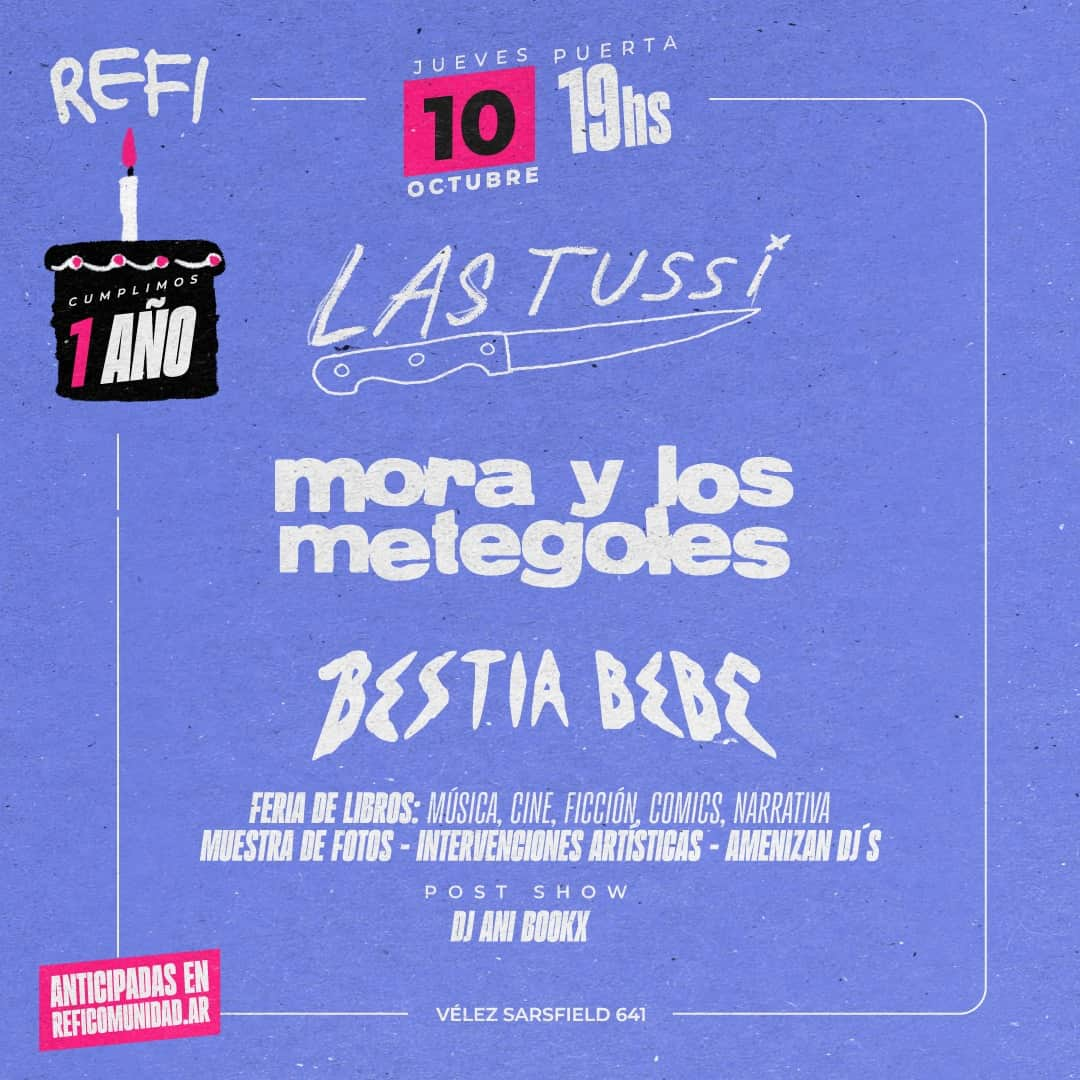 REFI
JUEVES PUERTA
10 19hs
OCTUBRE
CUMPLIMOS
1 AÑO
LAS TUSSi
mora y los
metegoles
BESTIA BEBE
FERIA DE LIBROS: MÚSICA, CINE, FICCIÓN, COMICS, NARRATIVA
MUESTRA DE FOTOS - INTERVENCIONES ARTÍSTICAS - AMENIZAN DJ´S
POST SHOW
DJ ANI BOOKX
ANTICIPADAS EN
REFICOMUNIDAD.AR
VÉLEZ SARSFIELD 641